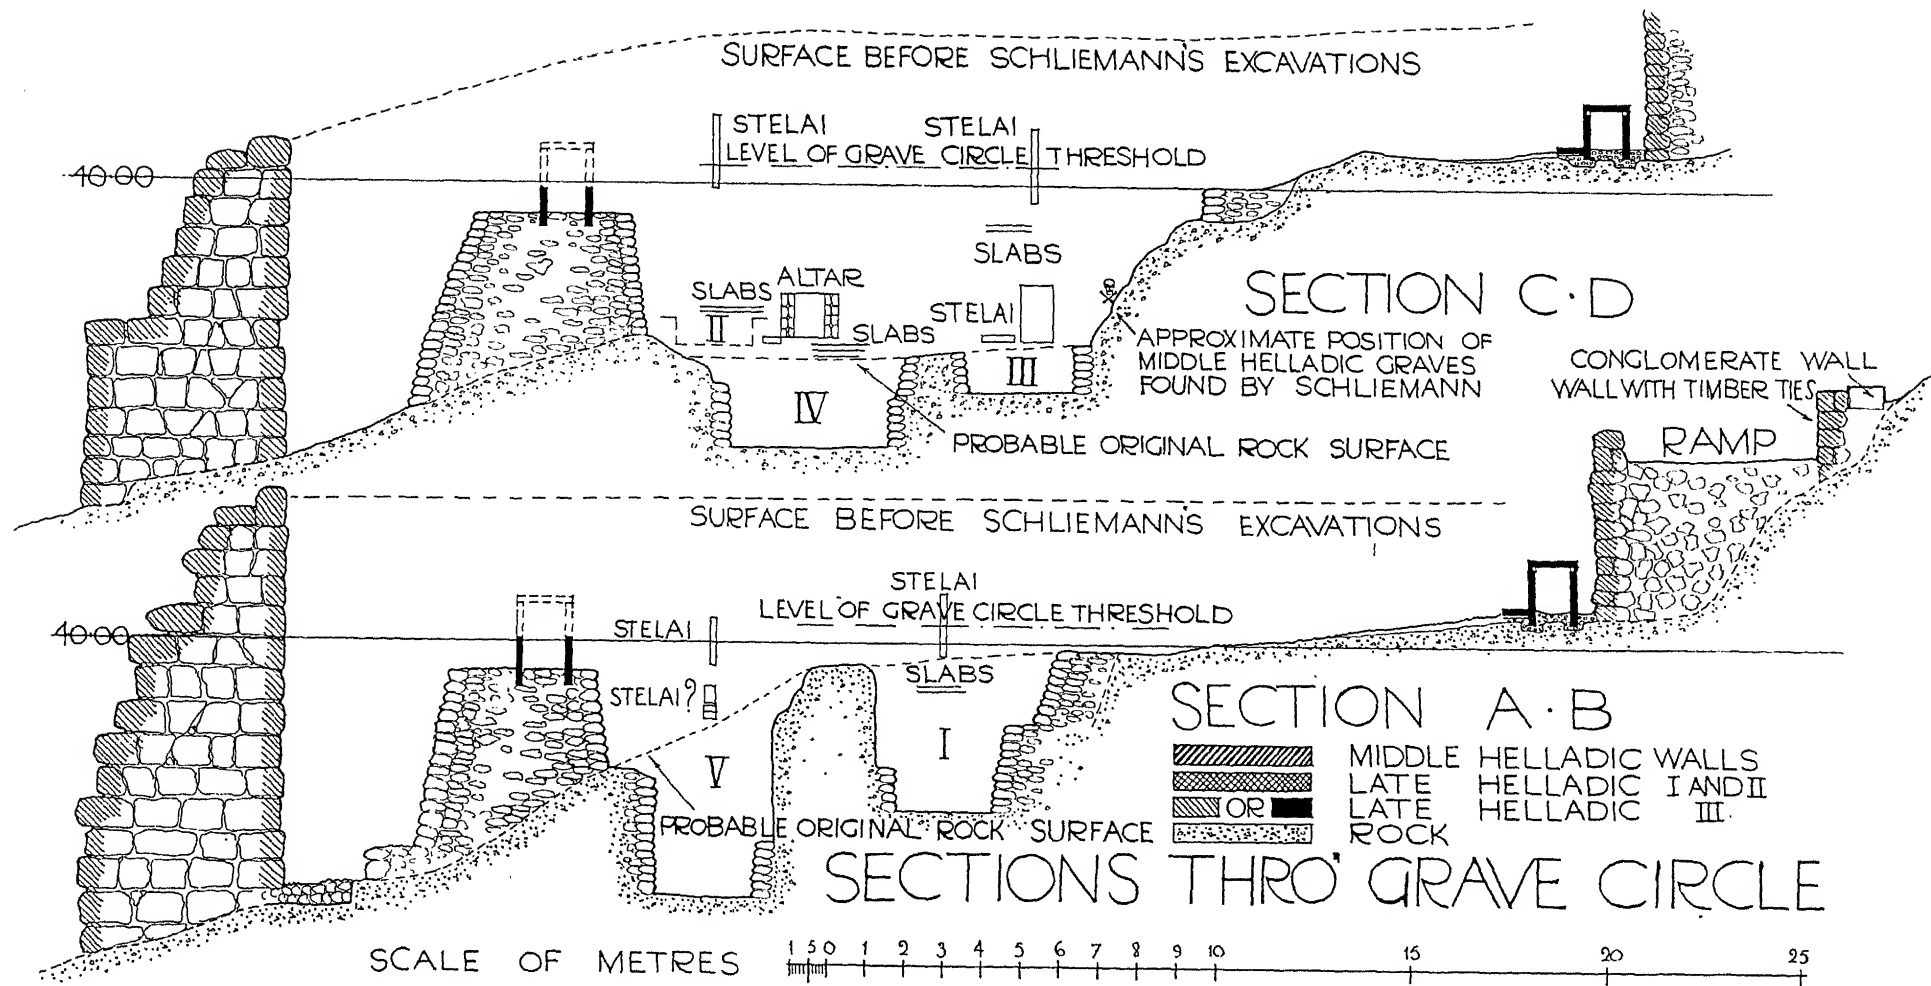 SURFACE BEFORE SCHLIEMANN'S EXCAVATIONS
STELAI
STELAI
LEVEL OF GRAVE CIRCLE THRESHOLD
40·00
SLABS
SECTION C·D
ALTAR
SLABS
II
STELAI
SLABS
III
IV
APPROXIMATE POSITION OF
MIDDLE HELLADIC GRAVES
FOUND BY SCHLIEMANN
CONGLOMERATE WALL
WALL WITH TIMBER TIES
RAMP
PROBABLE ORIGINAL ROCK SURFACE
SURFACE BEFORE SCHLIEMANN'S EXCAVATIONS
STELAI
LEVEL OF GRAVE CIRCLE THRESHOLD
40·00
STELAI
SLABS
STELAI?
V
I
SECTION A·B
MIDDLE HELLADIC WALLS
LATE HELLADIC I AND II
OR LATE HELLADIC III.
ROCK
PROBABLE ORIGINAL ROCK SURFACE
SECTIONS THRO' GRAVE CIRCLE
SCALE OF METRES
1 5 0 1 2 3 4 5 6 7 8 9 10 15 20 25